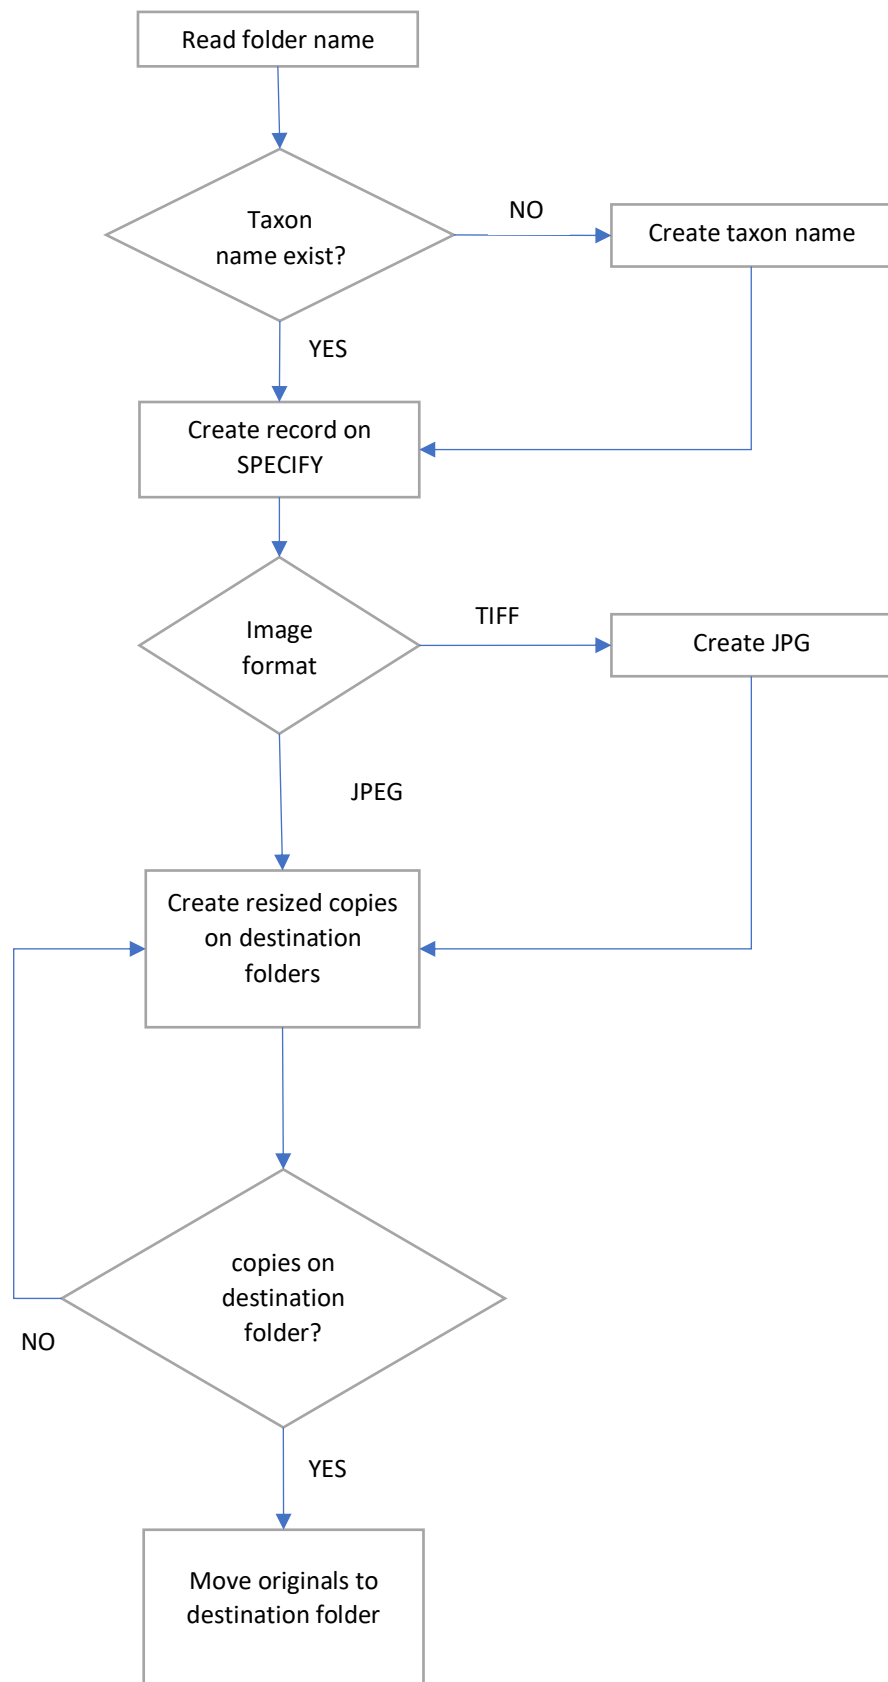 Read folder name
Taxon
name exist?
NO
Create taxon name
YES
Create record on
SPECIFY
Image
format
TIFF
Create JPG
JPEG
Create resized copies
on destination
folders
copies on
destination
folder?
NO
YES
Move originals to
destination folder